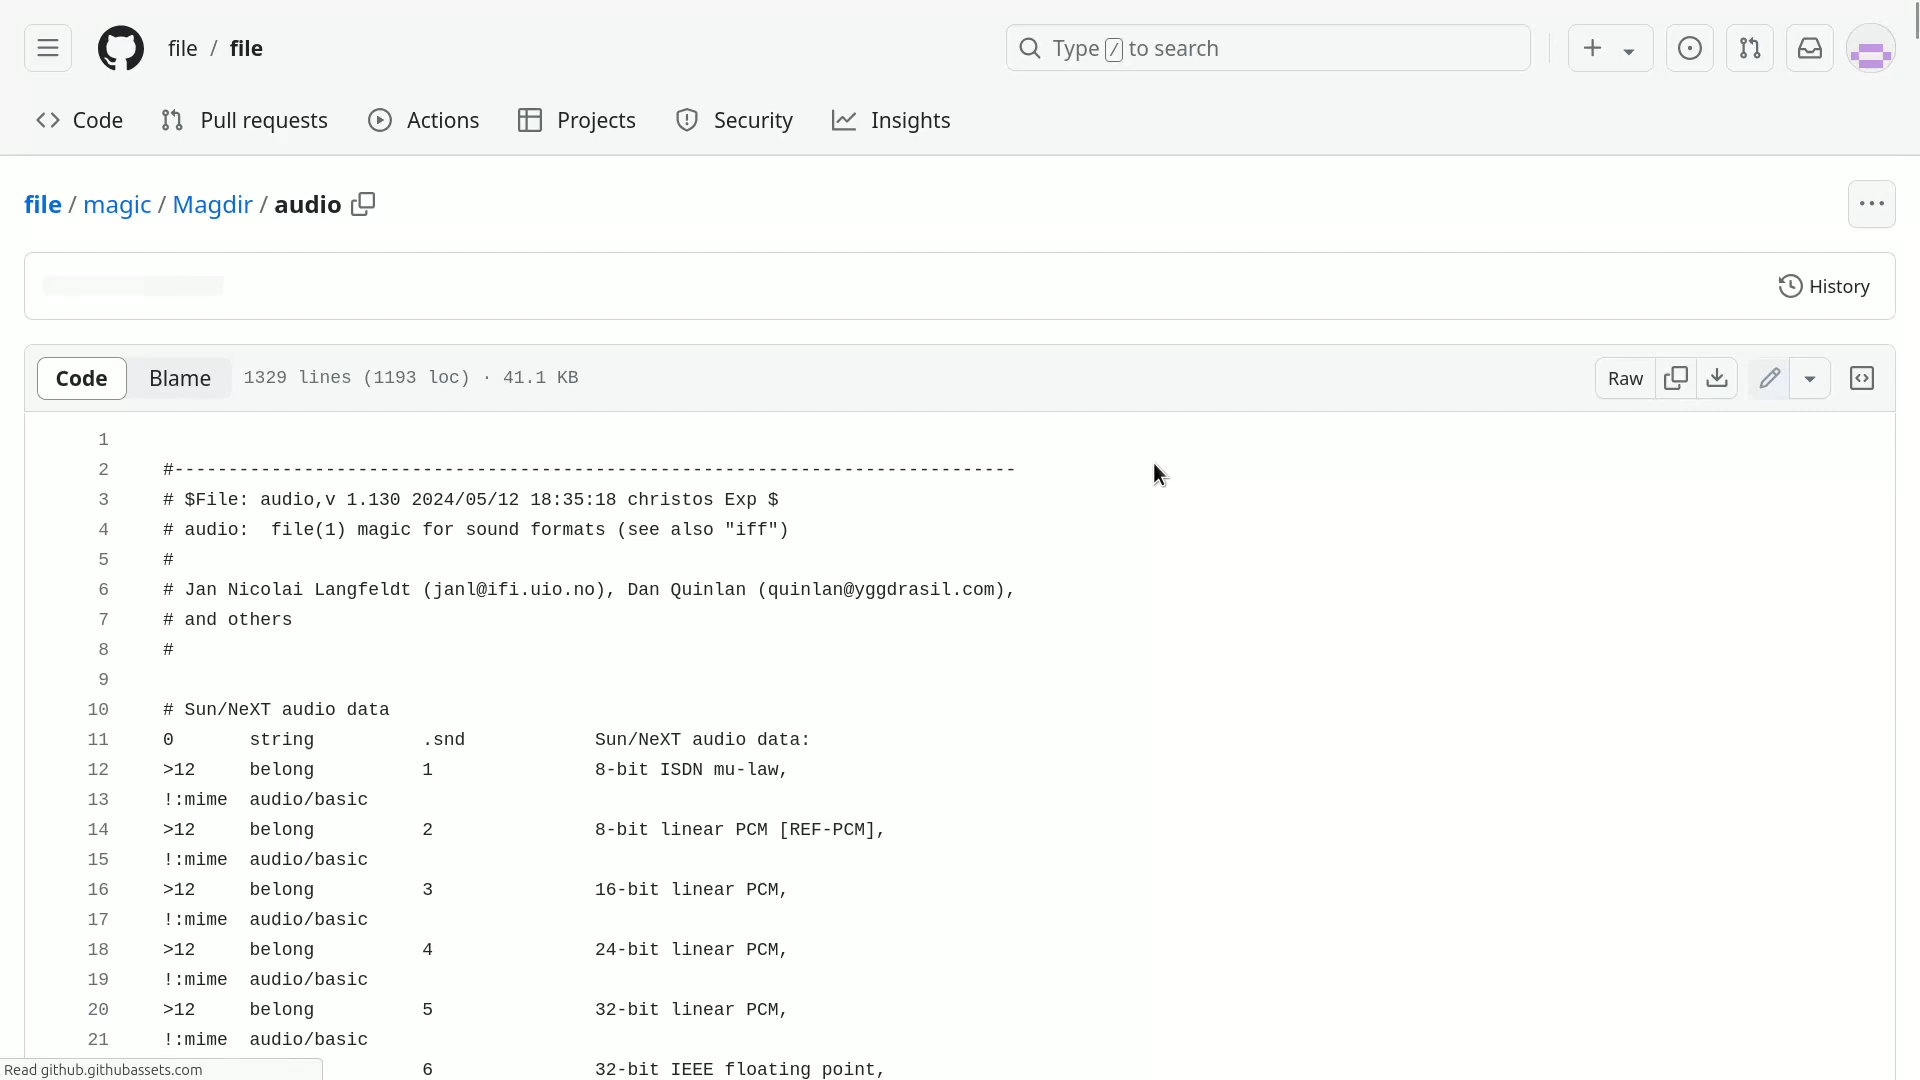 file / file
Type / to search
Code Pull requests Actions Projects Security Insights
file / magic / Magdir / audio
History
Code Blame 1329 lines (1193 loc) · 41.1 KB Raw
1
2 #------------------------------------------------------------------------------
3 # $File: audio,v 1.130 2024/05/12 18:35:18 christos Exp $
4 # audio:  file(1) magic for sound formats (see also "iff")
5 #
6 # Jan Nicolai Langfeldt (janl@ifi.uio.no), Dan Quinlan (quinlan@yggdrasil.com),
7 # and others
8 #
9
10 # Sun/NeXT audio data
11 0 string .snd Sun/NeXT audio data:
12 >12 belong 1 8-bit ISDN mu-law,
13 !:mime audio/basic
14 >12 belong 2 8-bit linear PCM [REF-PCM],
15 !:mime audio/basic
16 >12 belong 3 16-bit linear PCM,
17 !:mime audio/basic
18 >12 belong 4 24-bit linear PCM,
19 !:mime audio/basic
20 >12 belong 5 32-bit linear PCM,
21 !:mime audio/basic
6 32-bit IEEE floating point,
Read github.githubassets.com